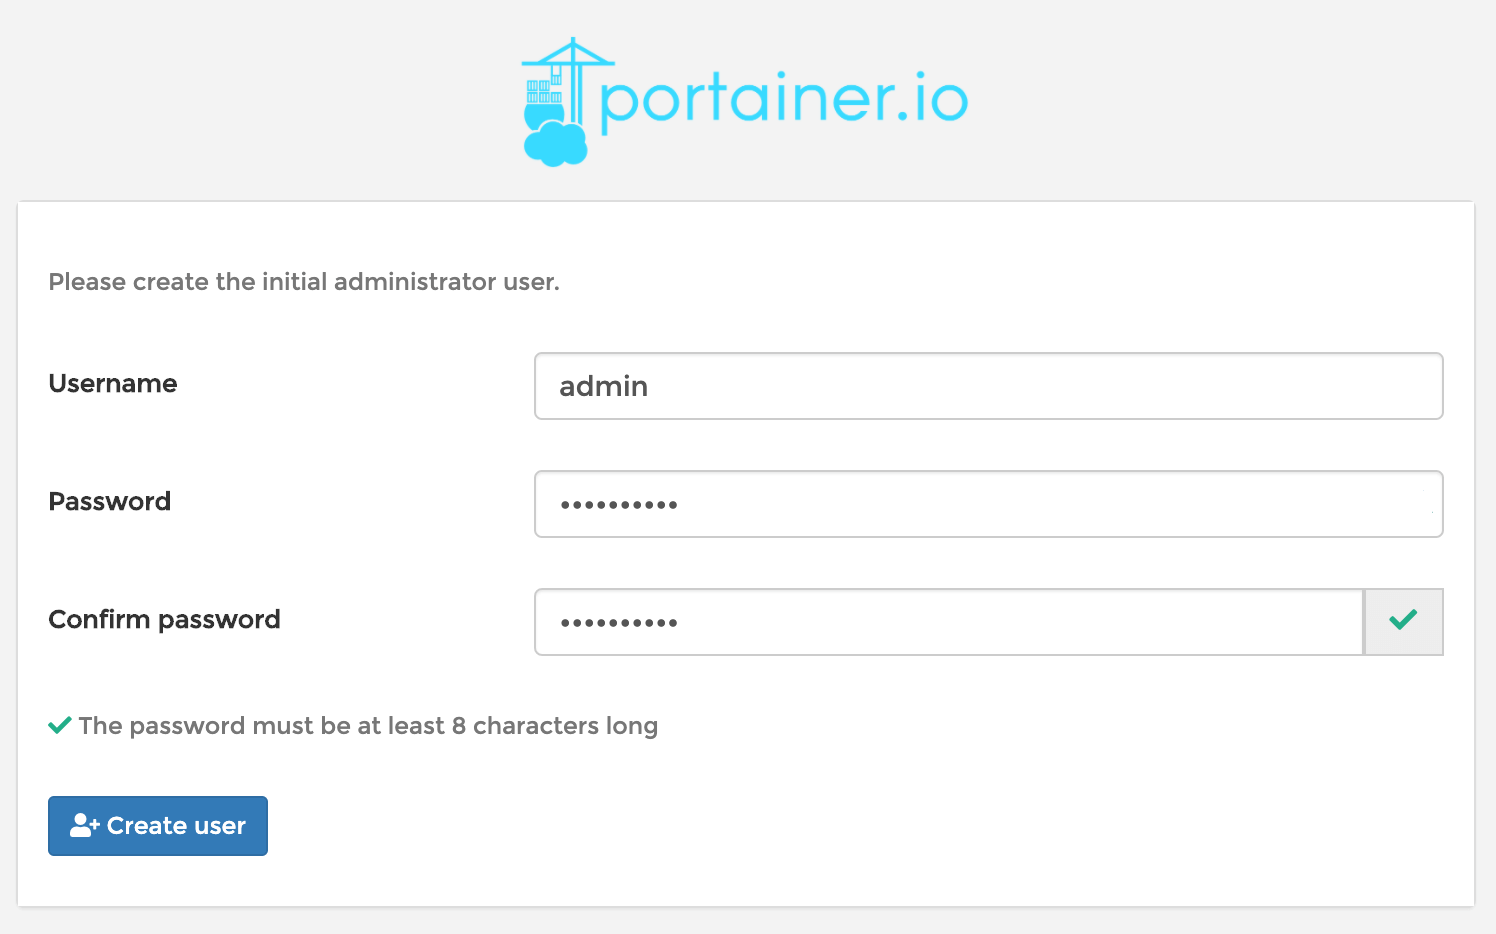 portainer.io
Please create the initial administrator user.
Username
admin
Password
••••••••••
Confirm password
••••••••••
The password must be at least 8 characters long
Create user